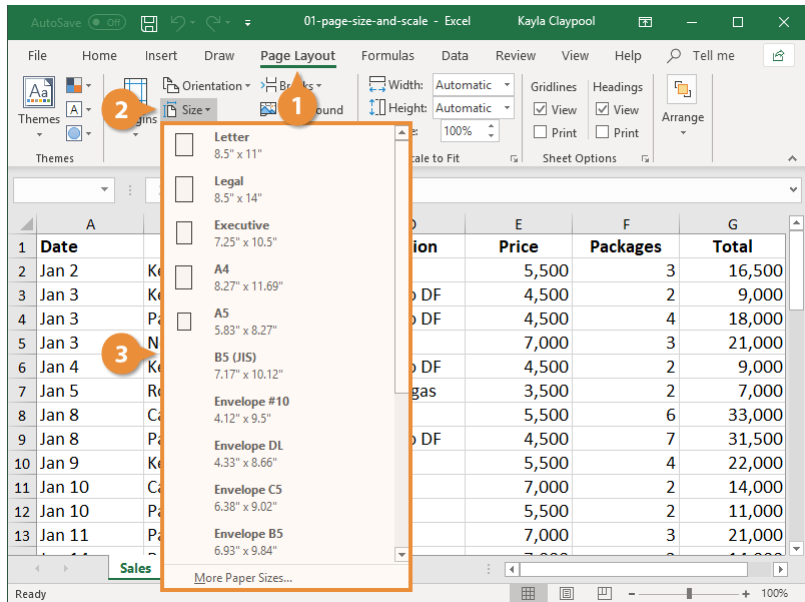 AutoSave Off 01-page-size-and-scale - Excel Kayla Claypool
File Home Insert Draw Page Layout Formulas Data Review View Help Tell me
Orientation Width: Automatic Gridlines Headings
2 Size 1 Height: Automatic View View Arrange
Themes 100% Print Print
Themes to Fit Sheet Options
Letter
8.5" x 11"
Legal
8.5" x 14"
Executive
7.25" x 10.5"
A4
8.27" x 11.69"
A5
5.83" x 8.27"
3 B5 (JIS)
7.17" x 10.12"
Envelope #10
4.12" x 9.5"
Envelope DL
4.33" x 8.66"
Envelope C5
6.38" x 9.02"
Envelope B5
6.93" x 9.84"
More Paper Sizes...
A E F G
1 Date Price Packages Total
2 Jan 2 5,500 3 16,500
3 Jan 3 DF 4,500 2 9,000
4 Jan 3 DF 4,500 4 18,000
5 Jan 3 7,000 3 21,000
6 Jan 4 DF 4,500 2 9,000
7 Jan 5 3,500 2 7,000
8 Jan 8 5,500 6 33,000
9 Jan 8 DF 4,500 7 31,500
10 Jan 9 5,500 4 22,000
11 Jan 10 7,000 2 14,000
12 Jan 10 5,500 2 11,000
13 Jan 11 7,000 3 21,000
Sales
Ready 100%